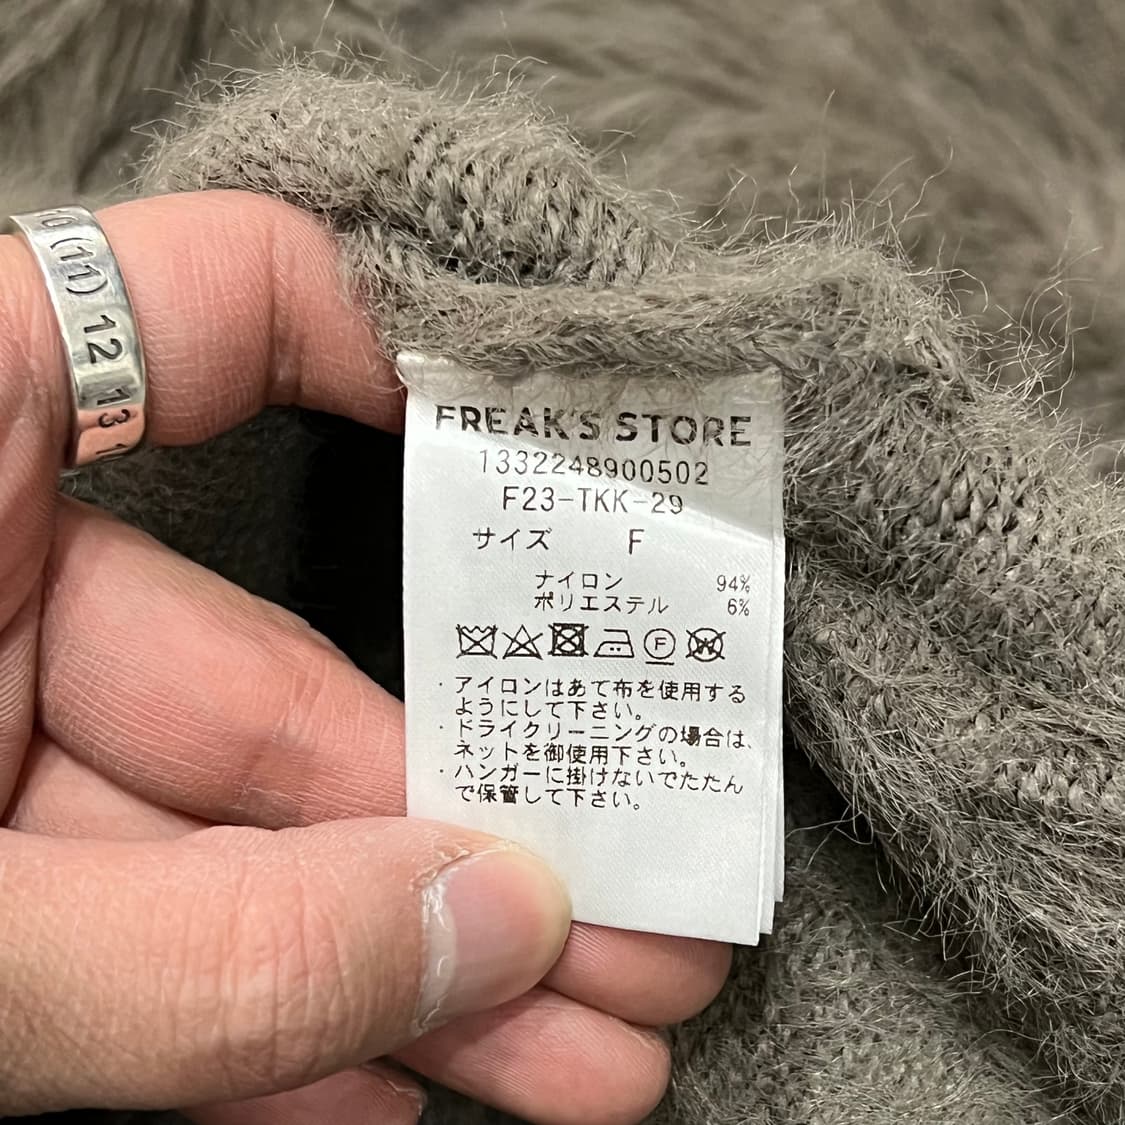 10 (11) 12 13
FREAK'S STORE
1332248900502
F23-TKK-29
サイズ F
ナイロン 94%
ポリエステル 6%
F W
・アイロンはあて布を使用する
ようにして下さい。
・ドライクリーニングの場合は、
ネットを御使用下さい。
・ハンガーに掛けないでたたん
で保管して下さい。